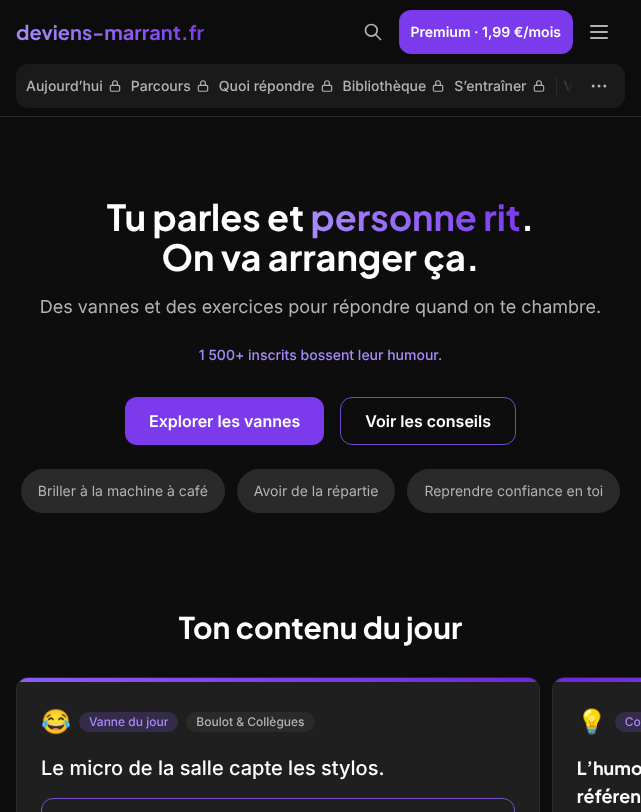 deviens-marrant.fr
Premium · 1,99 €/mois
Aujourd’hui
Parcours
Quoi répondre
Bibliothèque
S’entraîner
Tu parles et personne rit.
On va arranger ça.
Des vannes et des exercices pour répondre quand on te chambre.
1 500+ inscrits bossent leur humour.
Explorer les vannes
Voir les conseils
Briller à la machine à café
Avoir de la répartie
Reprendre confiance en toi
Ton contenu du jour
Vanne du jour
Boulot & Collègues
Le micro de la salle capte les stylos.
Co
L’humo
référen